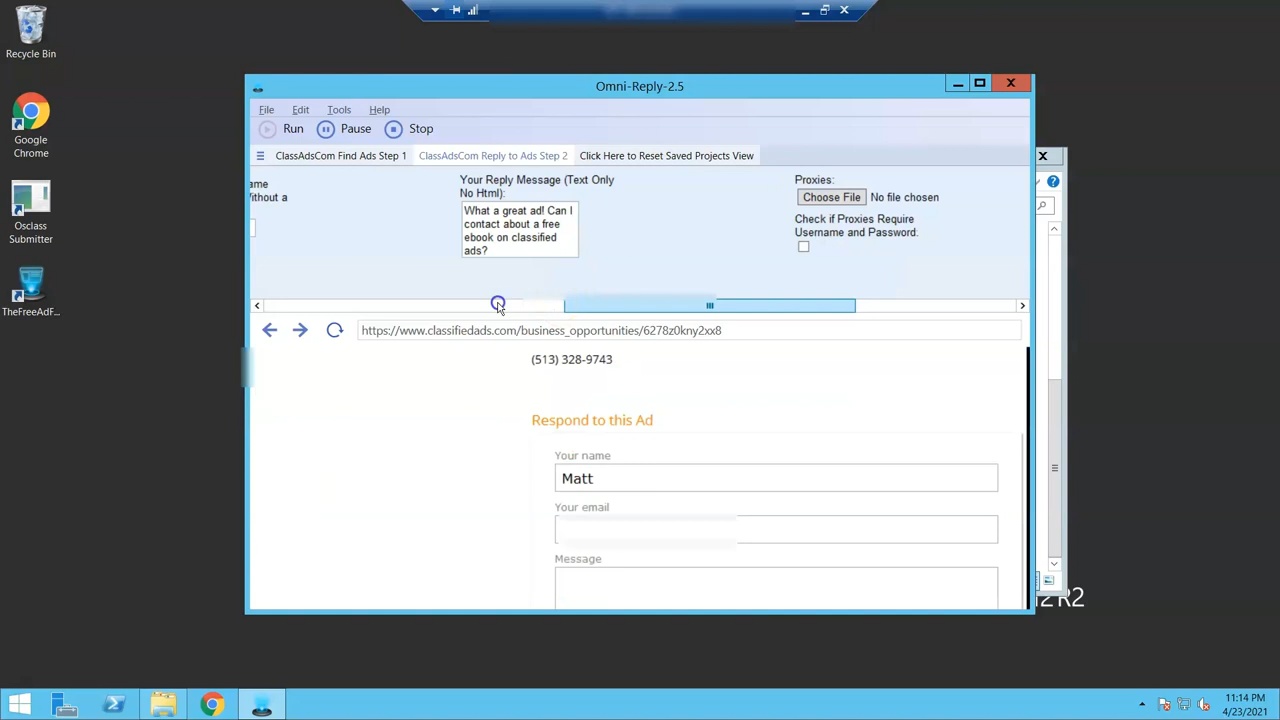 Recycle Bin
Google
Chrome
Osclass
Submitter
TheFreeAdF...
Omni-Reply-2.5
File Edit Tools Help
Run Pause Stop
ClassAdsCom Find Ads Step 1 ClassAdsCom Reply to Ads Step 2 Click Here to Reset Saved Projects View
ame
ithout a
Your Reply Message (Text Only
No Html):
What a great ad! Can I
contact about a free
ebook on classified
ads?
Proxies:
Choose File No file chosen
Check if Proxies Require
Username and Password.
https://www.classifiedads.com/business_opportunities/6278z0kny2xx8
(513) 328-9743
Respond to this Ad
Your name
Matt
Your email
Message
R2
11:14 PM
4/23/2021